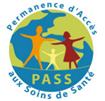 Permanence d'Accès
PASS
aux Soins de Santé